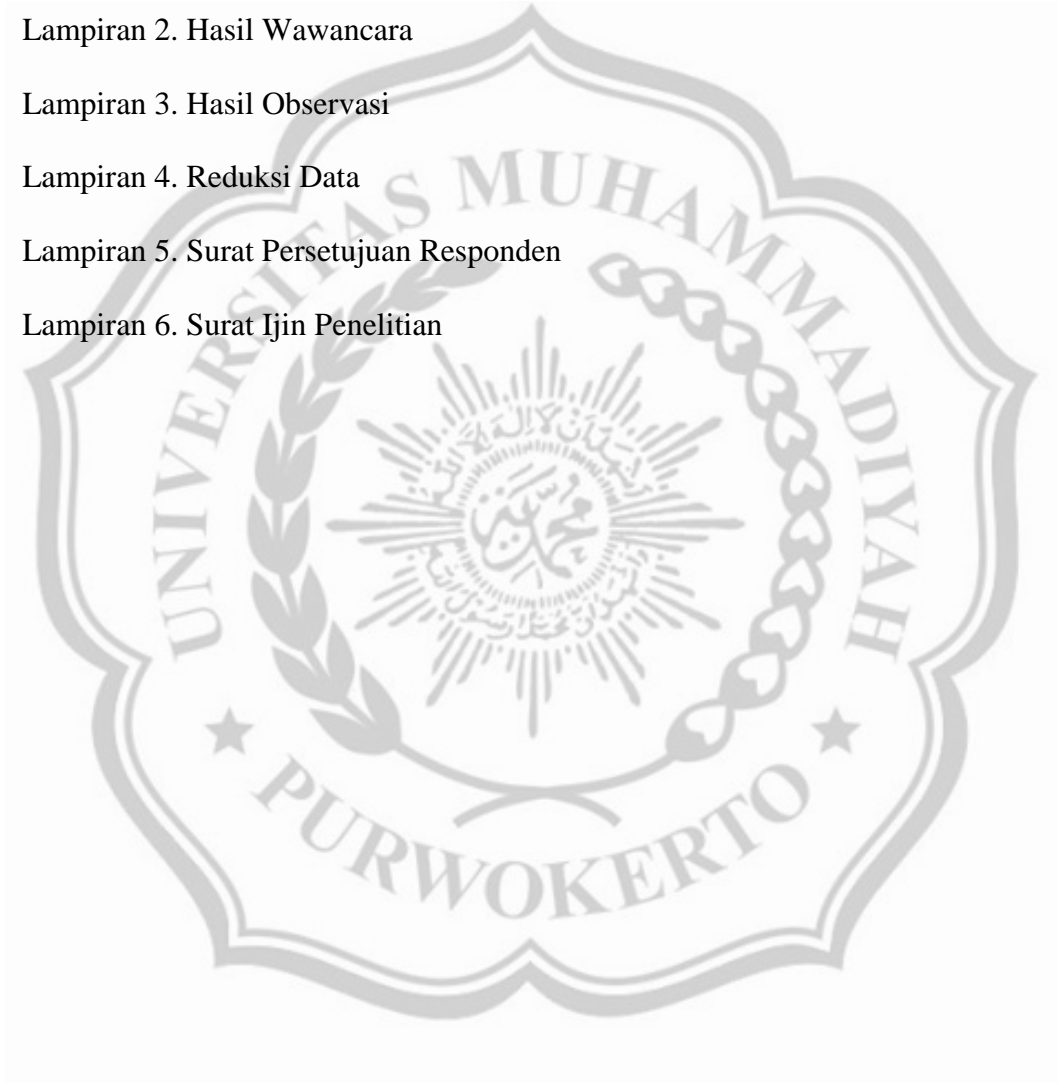 Lampiran 2. Hasil Wawancara
Lampiran 3. Hasil Observasi
Lampiran 4. Reduksi Data
Lampiran 5. Surat Persetujuan Responden
Lampiran 6. Surat Ijin Penelitian
UNIVERSITAS MUHAMMADIYAH
PURWOKERTO